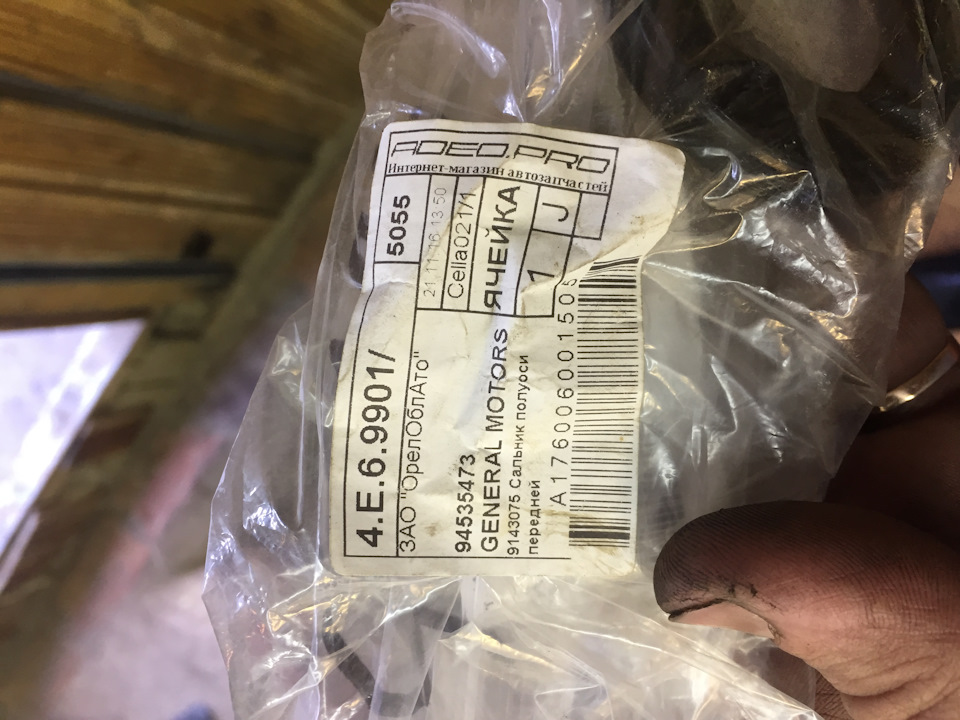 ADEO.PRO
Интернет-магазин автозапчастей
4.E.6.9901/
5055
ЗАО "ОрелОблАто"
21.11.16 13:50
Cella021/1
ЯЧЕЙКА
1
J
94535473
GENERAL MOTORS
9143075 Сальник полуоси
передней
A17600600150